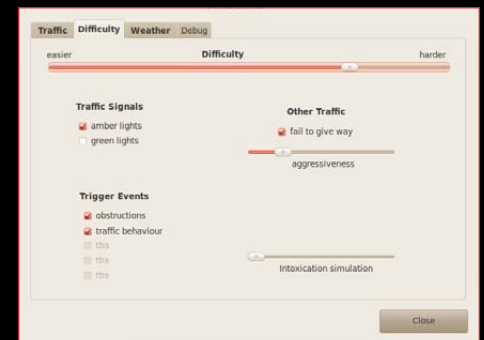 Traffic Difficulty Weather Debug
easier Difficulty harder
Traffic Signals
amber lights
green lights
Other Traffic
fail to give way
aggressiveness
Trigger Events
obstructions
traffic behaviour
tba
tba
tba
Intoxication simulation
Close